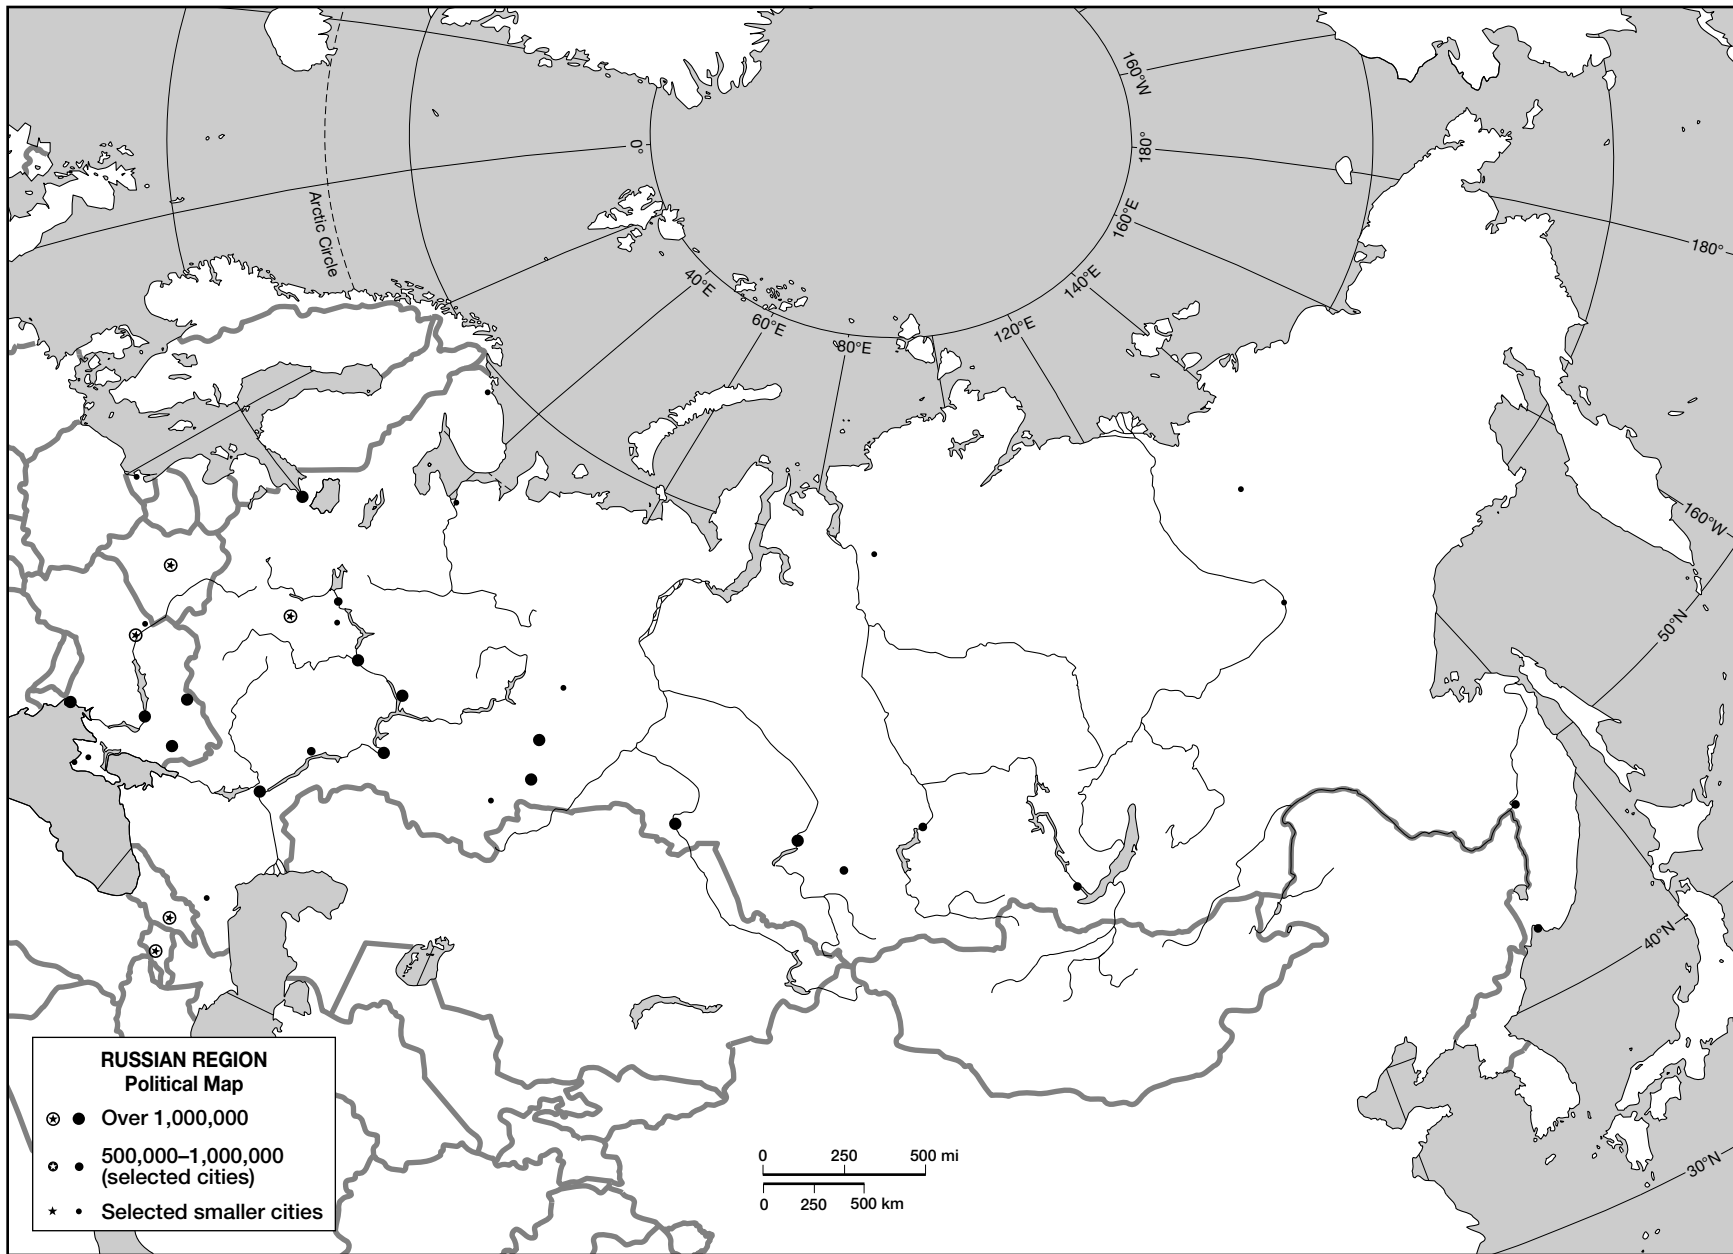 160°W
0°
180°
160°E
Arctic Circle
180°
40°E
140°E
60°E
120°E
80°E
160°W
50°N
40°N
RUSSIAN REGION
Political Map
Over 1,000,000
500,000–1,000,000
(selected cities)
Selected smaller cities
0 250 500 mi
0 250 500 km
30°N